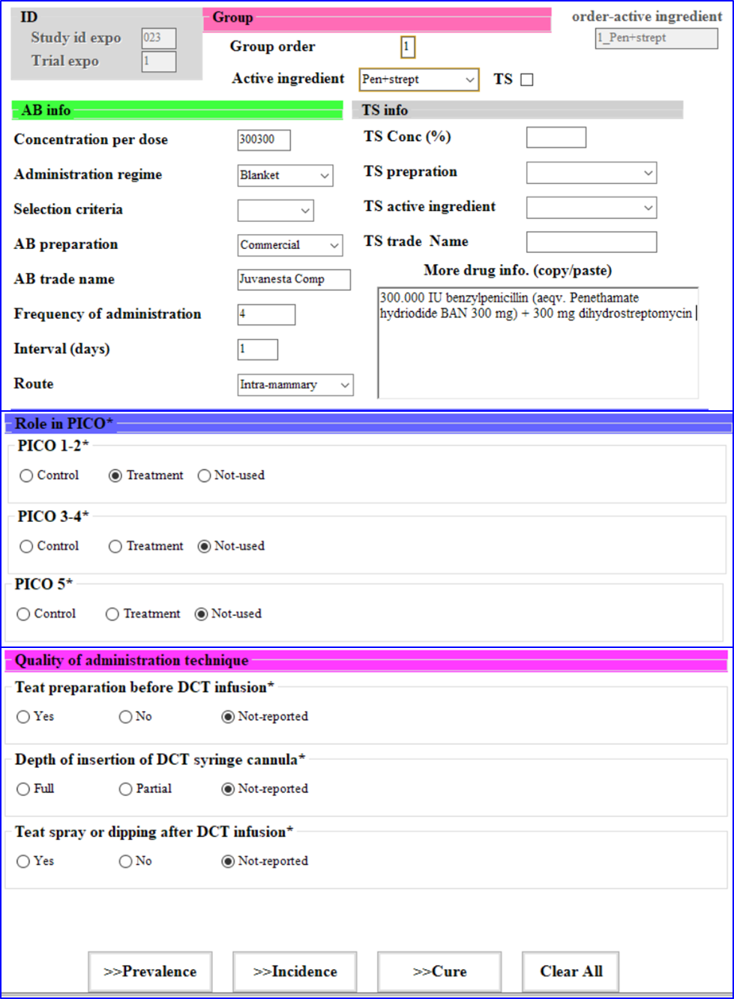 ID
Study id expo 023
Trial expo 1
Group
Group order 1
Active ingredient Pen+strept TS
order-active ingredient
1_Pen+strept
AB info
Concentration per dose 300300
Administration regime Blanket
Selection criteria
AB preparation Commercial
AB trade name Juvanesta Comp
Frequency of administration 4
Interval (days) 1
Route Intra-mammary
TS info
TS Conc (%)
TS prepration
TS active ingredient
TS trade Name
More drug info. (copy/paste)
300.000 IU benzylpenicillin (aeqv. Penethamate
hydriodide BAN 300 mg) + 300 mg dihydrostreptomycin
Role in PICO*
PICO 1-2*
Control Treatment Not-used
PICO 3-4*
Control Treatment Not-used
PICO 5*
Control Treatment Not-used
Quality of administration technique
Teat preparation before DCT infusion*
Yes No Not-reported
Depth of insertion of DCT syringe cannula*
Full Partial Not-reported
Teat spray or dipping after DCT infusion*
Yes No Not-reported
>>Prevalence >>Incidence >>Cure Clear All